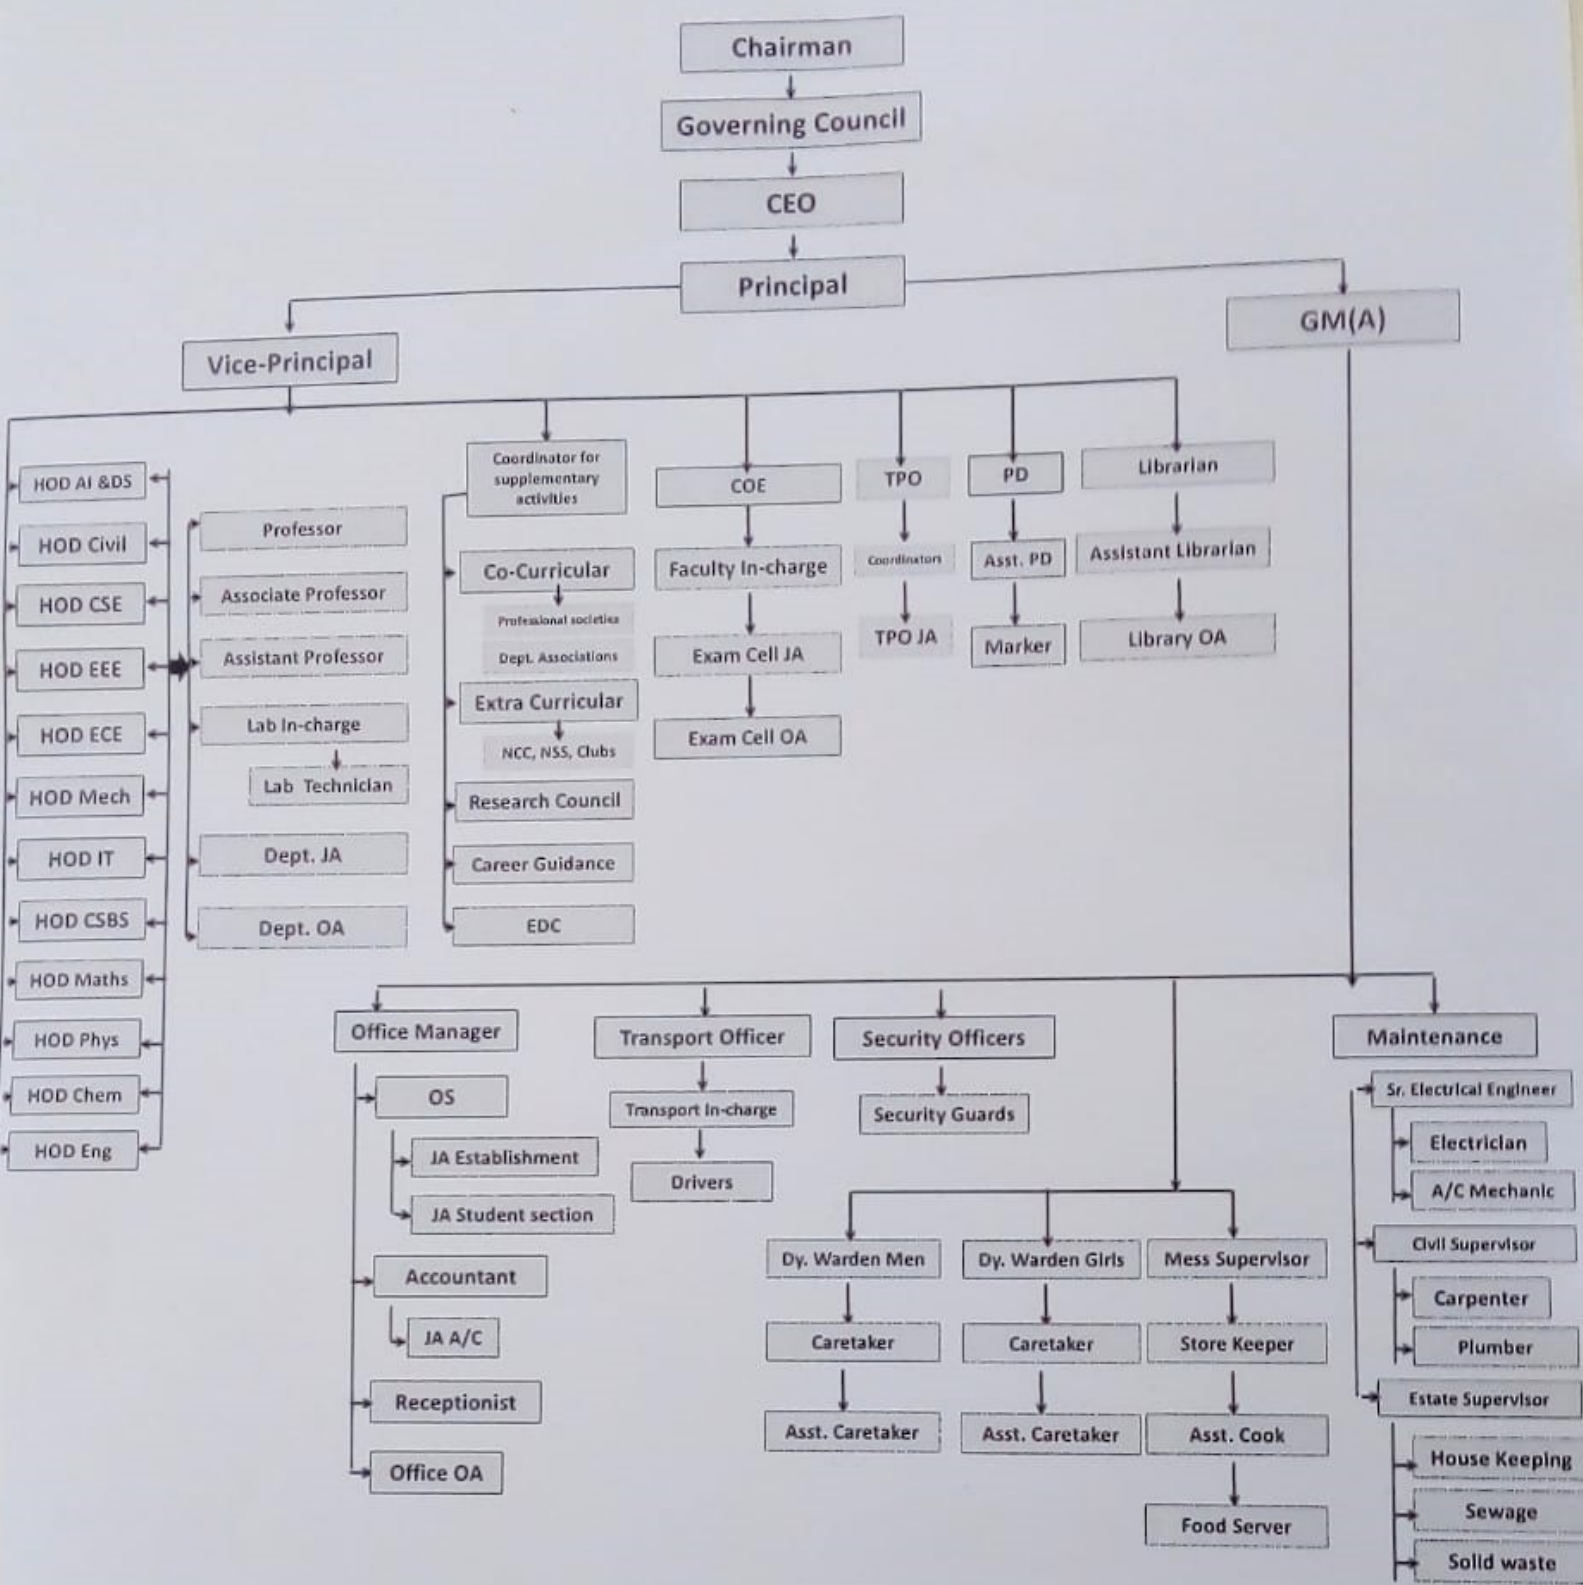 Chairman
Governing Council
CEO
Principal
GM(A)
Vice-Principal
HOD AI &DS
HOD Civil
HOD CSE
HOD EEE
HOD ECE
HOD Mech
HOD IT
HOD CSBS
HOD Maths
HOD Phys
HOD Chem
HOD Eng
Professor
Associate Professor
Assistant Professor
Lab In-charge
Lab Technician
Dept. JA
Dept. OA
Coordinator for
supplementary
activities
Co-Curricular
Professional societies
Dept. Associations
Extra Curricular
NCC, NSS, Clubs
Research Council
Career Guidance
EDC
COE
Faculty In-charge
Exam Cell JA
Exam Cell OA
TPO
Coordinators
TPO JA
PD
Asst. PD
Marker
Librarian
Assistant Librarian
Library OA
Office Manager
OS
JA Establishment
JA Student section
Accountant
JA A/C
Receptionist
Office OA
Transport Officer
Transport In-charge
Drivers
Security Officers
Security Guards
Dy. Warden Men
Caretaker
Asst. Caretaker
Dy. Warden Girls
Caretaker
Asst. Caretaker
Mess Supervisor
Store Keeper
Asst. Cook
Food Server
Maintenance
Sr. Electrical Engineer
Electrician
A/C Mechanic
Civil Supervisor
Carpenter
Plumber
Estate Supervisor
House Keeping
Sewage
Solid waste